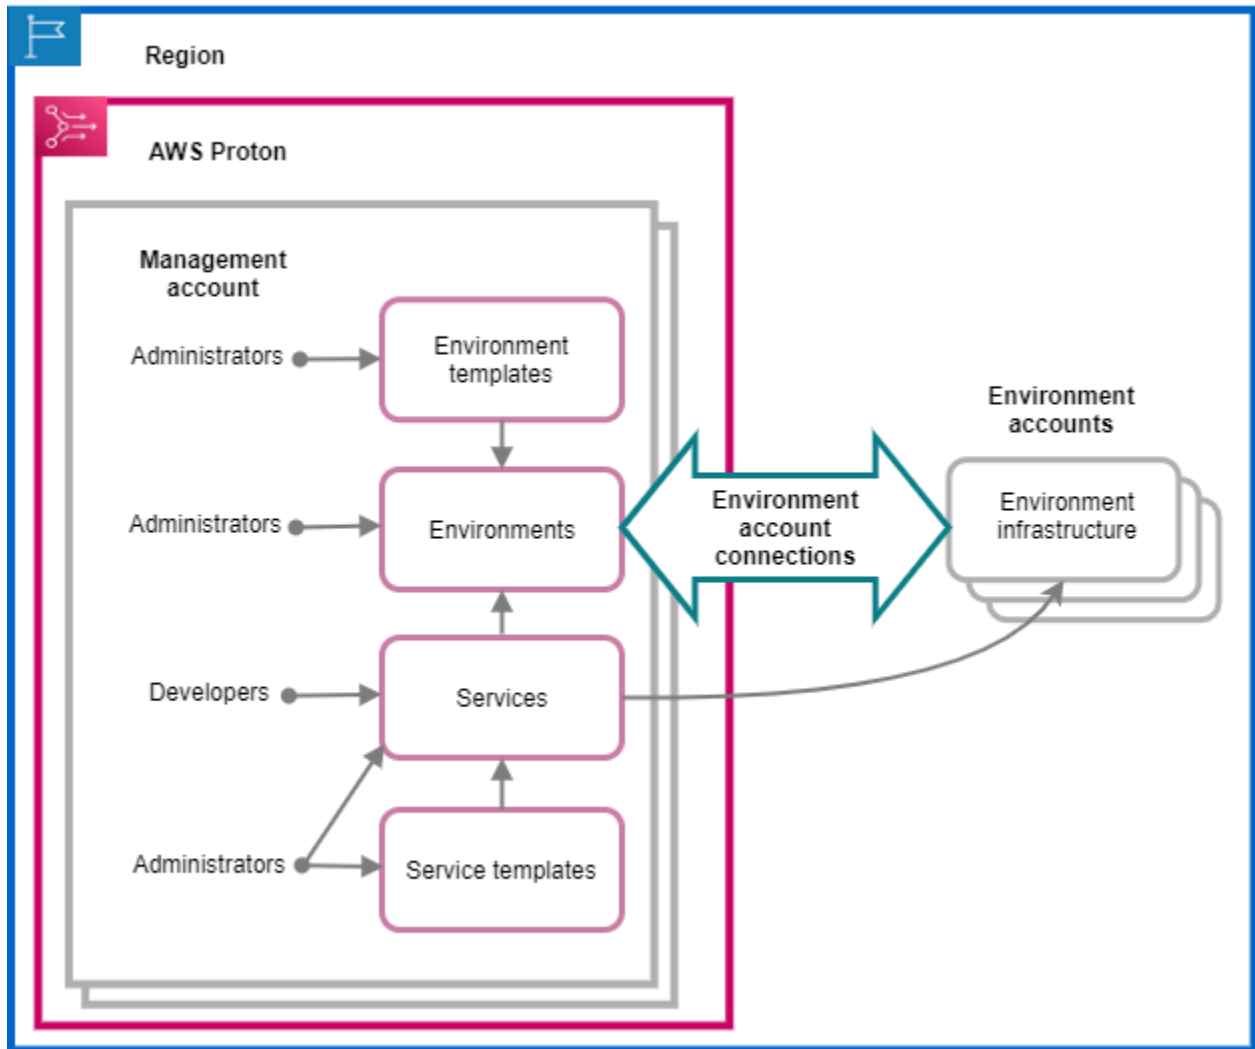 Region
AWS Proton
Management
account
Administrators
Environment
templates
Administrators
Environments
Environment
account
connections
Environment
accounts
Environment
infrastructure
Developers
Services
Administrators
Service templates